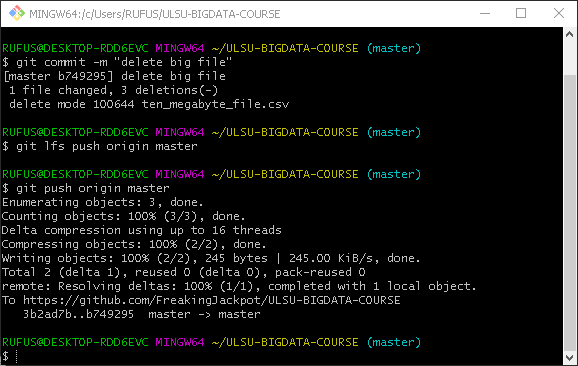 MINGW64:/c/Users/RUFUS/ULSU-BIGDATA-COURSE
RUFUS@DESKTOP-RDD6EVC MINGW64 ~/ULSU-BIGDATA-COURSE (master)
$ git commit -m "delete big file"
[master b749295] delete big file
 1 file changed, 3 deletions(-)
 delete mode 100644 ten_megabyte_file.csv
RUFUS@DESKTOP-RDD6EVC MINGW64 ~/ULSU-BIGDATA-COURSE (master)
$ git lfs push origin master
RUFUS@DESKTOP-RDD6EVC MINGW64 ~/ULSU-BIGDATA-COURSE (master)
$ git push origin master
Enumerating objects: 3, done.
Counting objects: 100% (3/3), done.
Delta compression using up to 16 threads
Compressing objects: 100% (2/2), done.
Writing objects: 100% (2/2), 245 bytes | 245.00 KiB/s, done.
Total 2 (delta 1), reused 0 (delta 0), pack-reused 0
remote: Resolving deltas: 100% (1/1), completed with 1 local object.
To https://github.com/FreakingJackpot/ULSU-BIGDATA-COURSE
   3b2ad7b..b749295  master -> master
RUFUS@DESKTOP-RDD6EVC MINGW64 ~/ULSU-BIGDATA-COURSE (master)
$